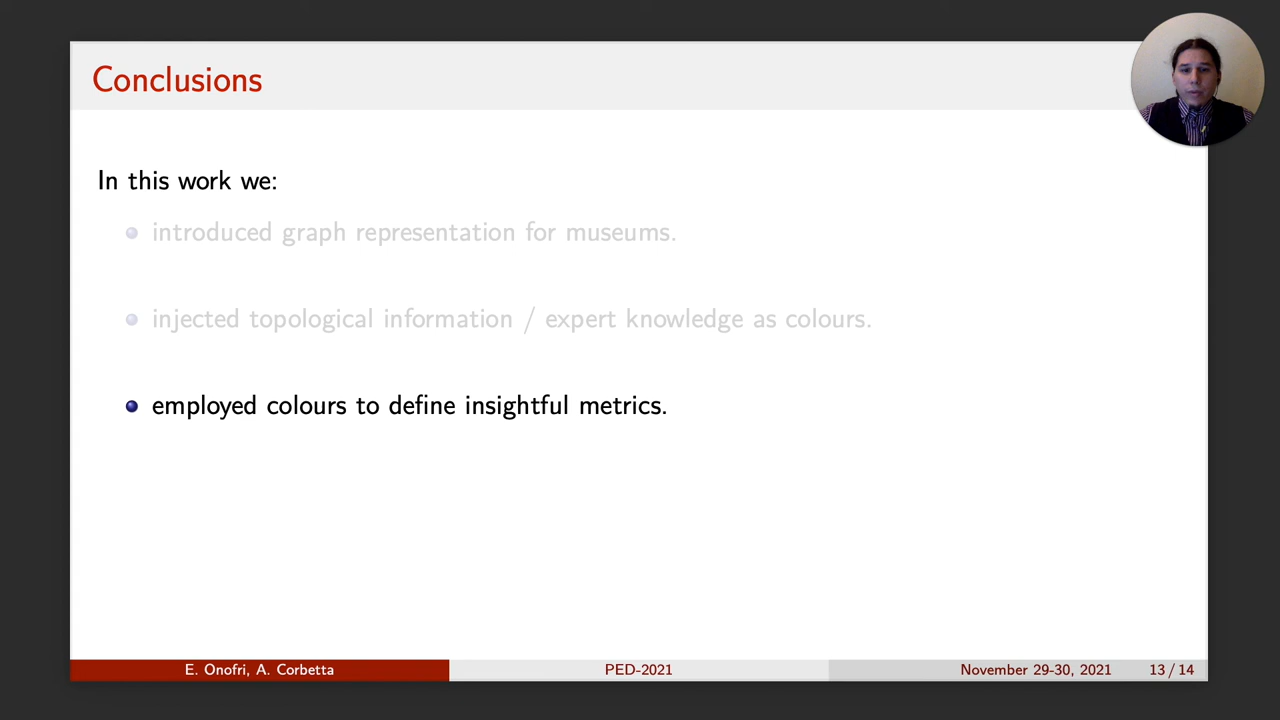 Conclusions
In this work we:
introduced graph representation for museums.
injected topological information / expert knowledge as colours.
employed colours to define insightful metrics.
E. Onofri, A. Corbetta
PED-2021
November 29-30, 2021
13 / 14